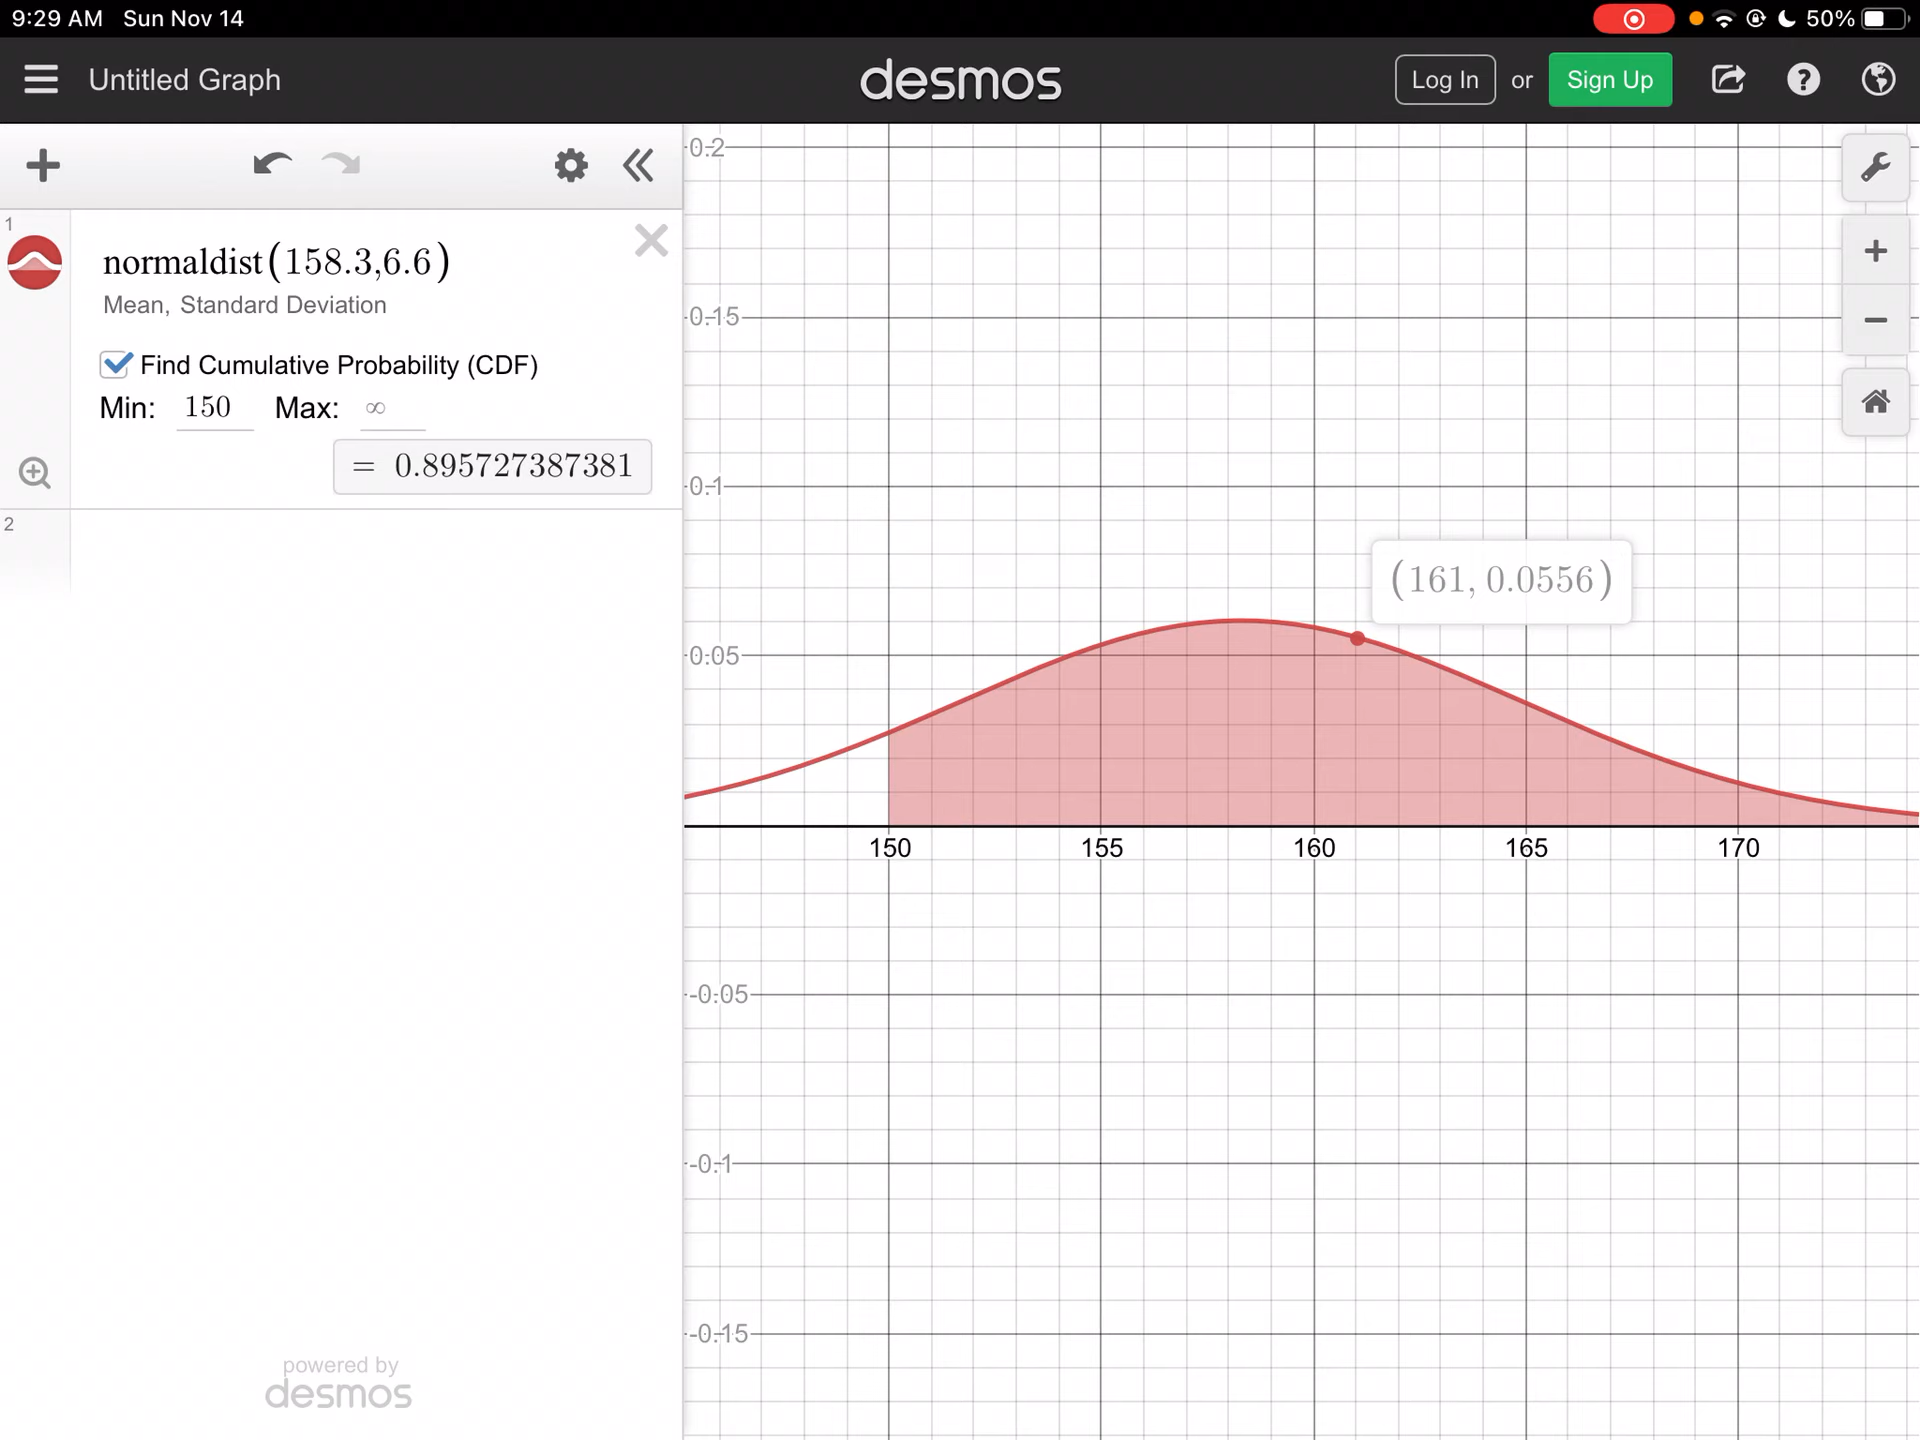 9:29 AM Sun Nov 14
50%
Untitled Graph
desmos
Log In or Sign Up
1
normaldist(158.3,6.6)
Mean, Standard Deviation
Find Cumulative Probability (CDF)
Min: 150 Max: ∞
= 0.895727387381
2
powered by
desmos
0.2
0.15
0.1
(161, 0.0556)
0.05
150 155 160 165 170
-0.05
-0.1
-0.15